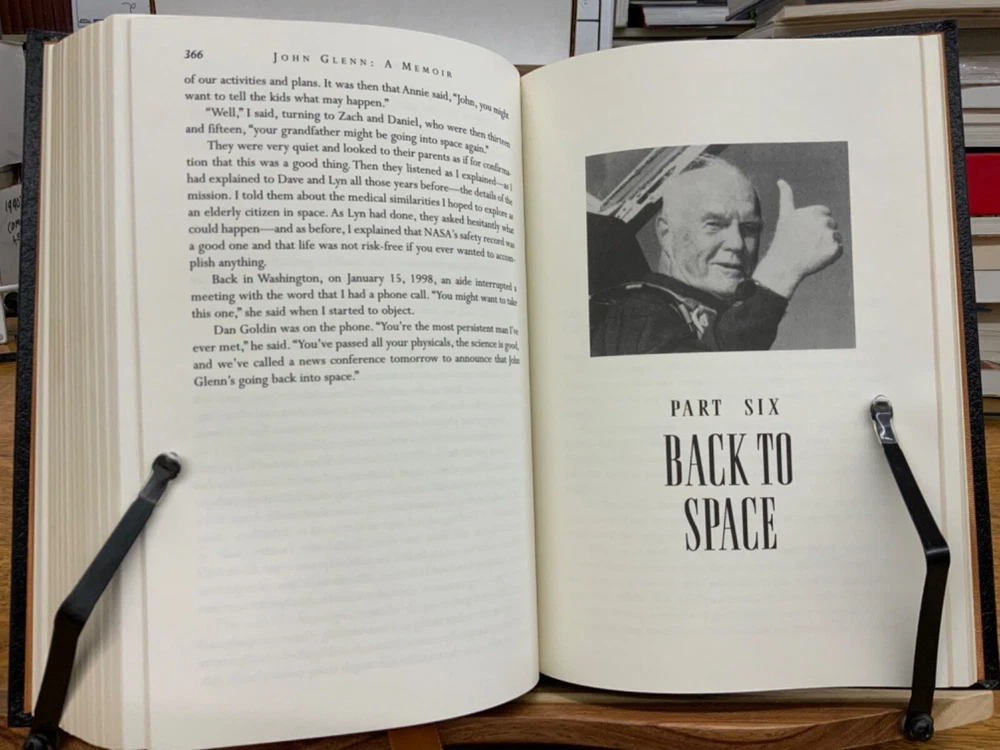 366
JOHN GLENN: A MEMOIR
of our activities and plans. It was then that Annie said, “John, you might
want to tell the kids what may happen.”
“Well,” I said, turning to Zach and Daniel, who were then thirteen
and fifteen, “your grandfather might be going into space again.”
They were very quiet and looked to their parents as if for confirma-
tion that this was a good thing. Then they listened as I explained—as I
had explained to Dave and Lyn all those years before—the details of the
mission. I told them about the medical similarities I hoped to explore as
an elderly citizen in space. As Lyn had done, they asked hesitantly what
could happen—and as before, I explained that NASA’s safety record was
a good one and that life was not risk-free if you ever wanted to accom-
plish anything.
Back in Washington, on January 15, 1998, an aide interrupted a
meeting with the word that I had a phone call. “You might want to take
this one,” she said when I started to object.
Dan Goldin was on the phone. “You’re the most persistent man I’ve
ever met,” he said. “You’ve passed all your physicals, the science is good,
and we’ve called a news conference tomorrow to announce that John
Glenn’s going back into space.”
PART SIX
BACK TO
SPACE